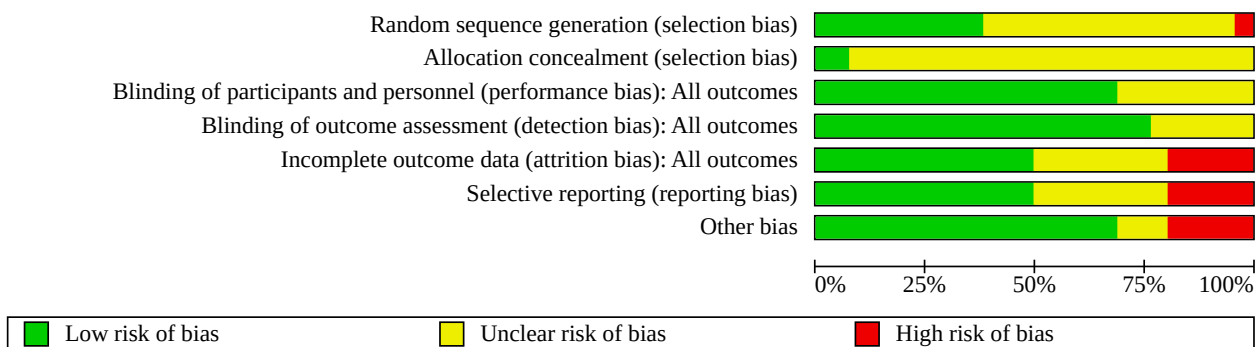 Random sequence generation (selection bias)
Allocation concealment (selection bias)
Blinding of participants and personnel (performance bias): All outcomes
Blinding of outcome assessment (detection bias): All outcomes
Incomplete outcome data (attrition bias): All outcomes
Selective reporting (reporting bias)
Other bias
0% 25% 50% 75% 100%
Low risk of bias Unclear risk of bias High risk of bias